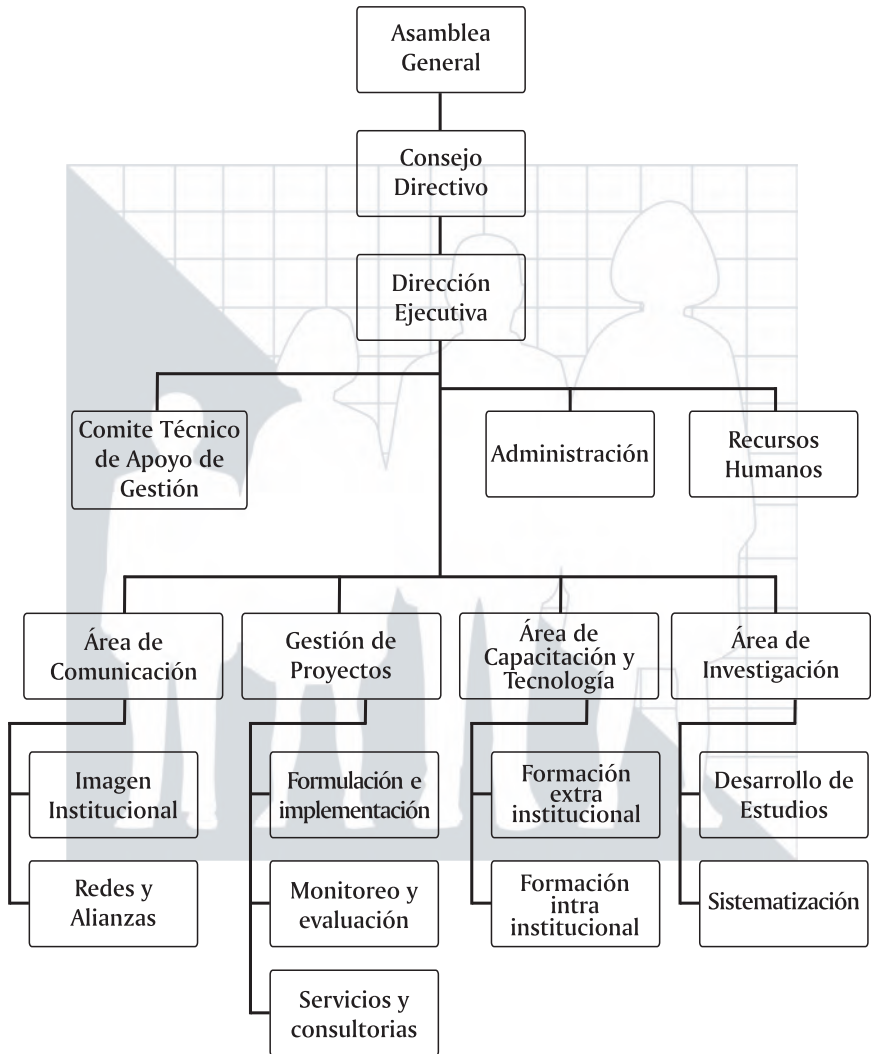 Asamblea
General
Consejo
Directivo
Dirección
Ejecutiva
Comite Técnico
de Apoyo de
Gestión
Administración
Recursos
Humanos
Área de
Comunicación
Gestión de
Proyectos
Área de
Capacitación y
Tecnología
Área de
Investigación
Imagen
Institucional
Formulación e
implementación
Formación
extra
institucional
Desarrollo de
Estudios
Redes y
Alianzas
Monitoreo y
evaluación
Formación
intra
institucional
Sistematización
Servicios y
consultorias